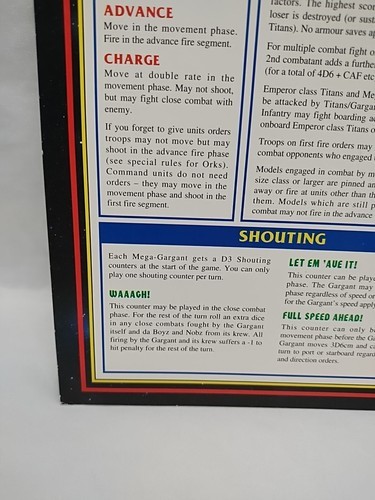 ADVANCE
Move in the movement phase.
Fire in the advance fire segment.
CHARGE
Move at double rate in the
movement phase. May not shoot,
but may fight close combat with
enemy.
If you forget to give units orders
troops may not move but may
shoot in the advance fire phase
(see special rules for Orks).
Command units do not need
orders – they may move in the
movement phase and shoot in the
first fire segment.
factors. The highest
loser is destroyed (or
Titans). No armour saves
For multiple combat fight
2nd combatant adds a further
(for a total of 4D6 + CAF etc
Emperor class Titans and
be attacked by Titans/
Infantry may fight boarding
onboard Emperor class Titans
Troops on first fire orders may
combat opponents who engaged
Models engaged in combat by
size class or larger are pinned
away or fire at units other than
them. Models which are still
combat may not fire in the advance
SHOUTING
Each Mega-Gargant gets a D3 Shouting
counters at the start of the game. You can only
play one shouting counter per turn.
WAAAGH!
This counter may be played in the close combat
phase. For the rest of the turn roll an extra dice
in any close combats fought by the Gargant
itself and da Boyz and Nobz from its krew. All
firing by the Gargant and its krew suffers a -1 to
hit penalty for the rest of the turn.
LET EM 'AUE IT!
This counter can be
phase. The Gargant may
phase regardless of speed or
for the Gargant's speed
FULL SPEED AHEAD!
This counter can only
movement phase before the
Gargant moves 3D6cm and
turn to port or starboard
and direction orders.